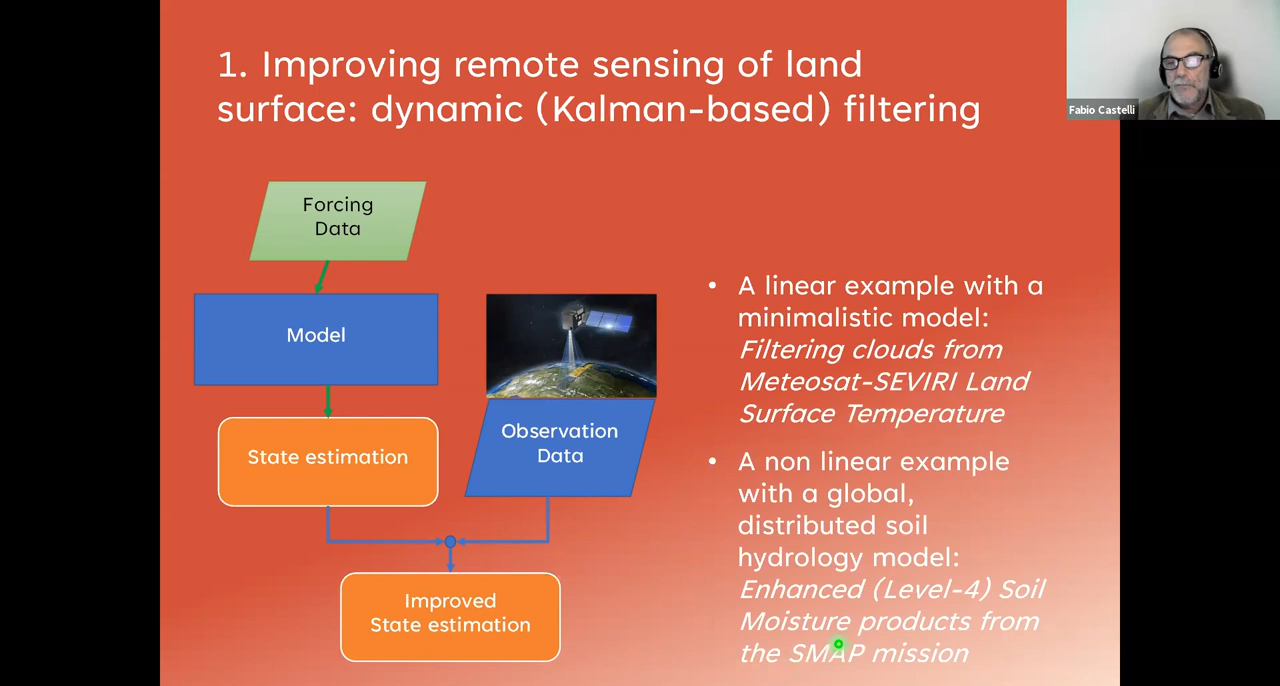 1. Improving remote sensing of land
surface: dynamic (Kalman-based) filtering
Fabio Castelli
Forcing
Data
Model
State estimation
Observation
Data
Improved
State estimation
• A linear example with a
minimalistic model:
Filtering clouds from
Meteosat-SEVIRI Land
Surface Temperature
• A non linear example
with a global,
distributed soil
hydrology model:
Enhanced (Level-4) Soil
Moisture products from
the SMAP mission